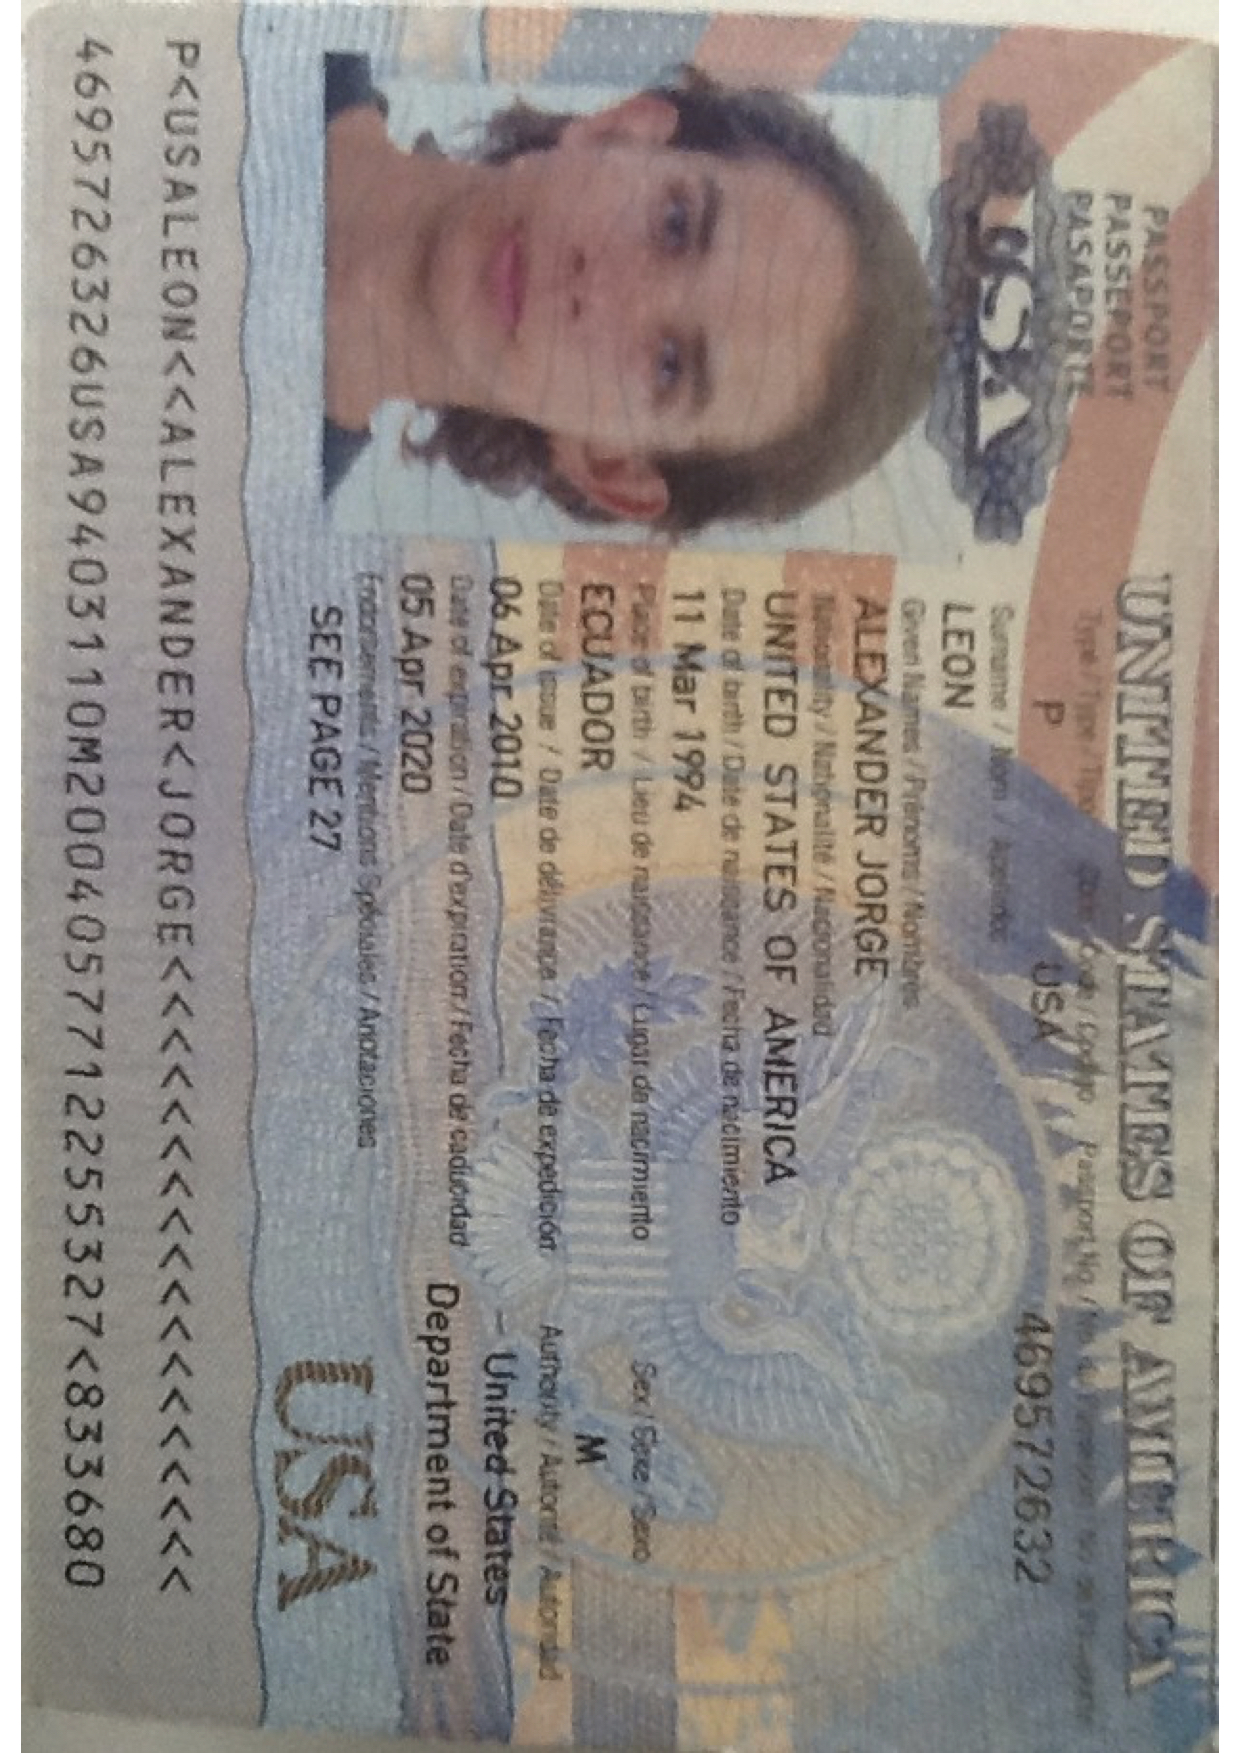 UNITED STATES OF AMERICA
PASSPORT
PASSEPORT
PASAPORTE
USA
Type / Type / Tipo Code / Código Passport No.
P USA 4695722632
Surname / Nom / Apellidos
LEON
Given Names / Prénoms / Nombres
ALEXANDER JORGE
Nationality / Nationalité / Nacionalidad
UNITED STATES OF AMERICA
Date of birth / Date de naissance / Fecha de nacimiento
11 Mar 1994
Place of birth / Lieu de naissance / Lugar de nacimiento Sex / Sexe / Sexo
ECUADOR M
Date of issue / Date de délivrance / Fecha de expedición Authority / Autorité / Autoridad
06 Apr 2010 United States
Date of expiration / Date d'expiration / Fecha de caducidad
05 Apr 2020 Department of State
Endorsements / Mentions Spéciales / Anotaciones
SEE PAGE 27
USA
P<USALEON<<ALEXANDER<JORGE<<<<<<<<<<<<<<<<<
4695726326USA9403110M2004057712255327<833680